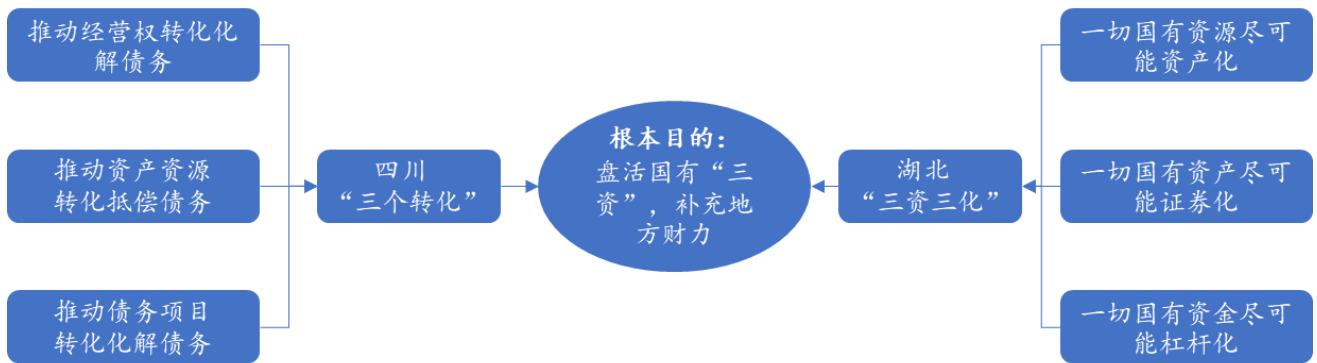 推动经营权转化化
解债务
推动资产资源
转化抵偿债务
推动债务项目
转化化解债务
四川
“三个转化”
根本目的：
盘活国有“三
资”，补充地
方财力
湖北
“三资三化”
一切国有资源尽可
能资产化
一切国有资产尽可
能证券化
一切国有资金尽可
能杠杆化